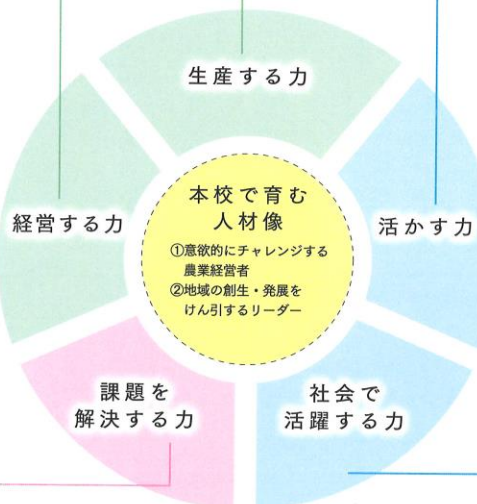 生産する力
経営する力
活かす力
本校で育む
人材像
①意欲的にチャレンジする
農業経営者
②地域の創生・発展を
けん引するリーダー
課題を
解決する力
社会で
活躍する力